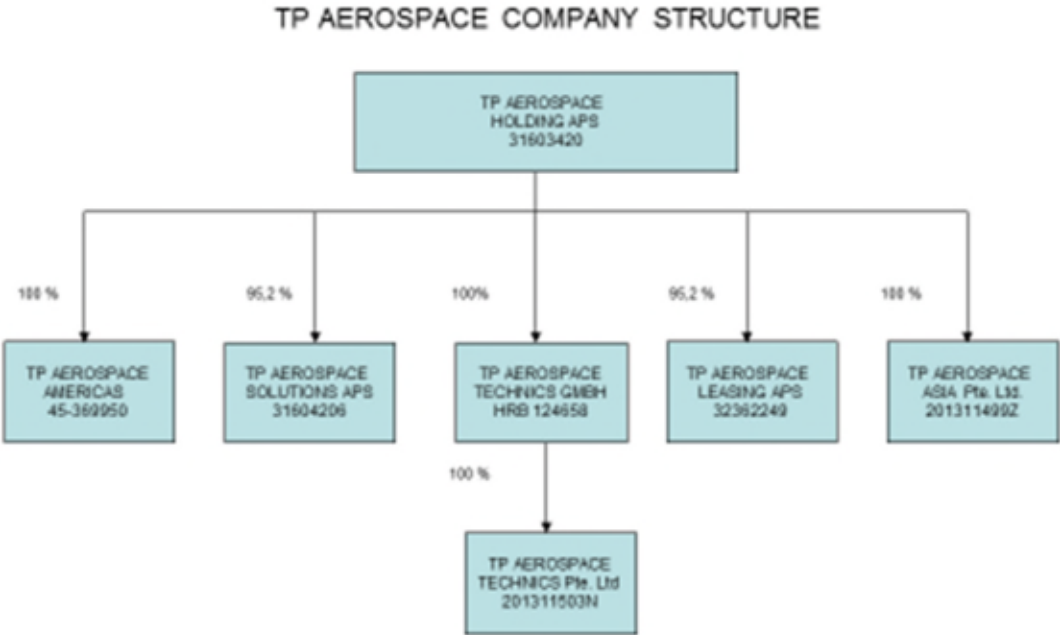 TP AEROSPACE COMPANY STRUCTURE
TP AEROSPACE
HOLDING APS
31603420
100 %
95,2 %
100%
95,2 %
100 %
TP AEROSPACE
AMERICAS
45-369950
TP AEROSPACE
SOLUTIONS APS
31604206
TP AEROSPACE
TECHNICS GMBH
HRB 124658
TP AEROSPACE
LEASING APS
32362249
TP AEROSPACE
ASIA Pte. Ltd.
201311499Z
100 %
TP AEROSPACE
TECHNICS Pte. Ltd
201311503N